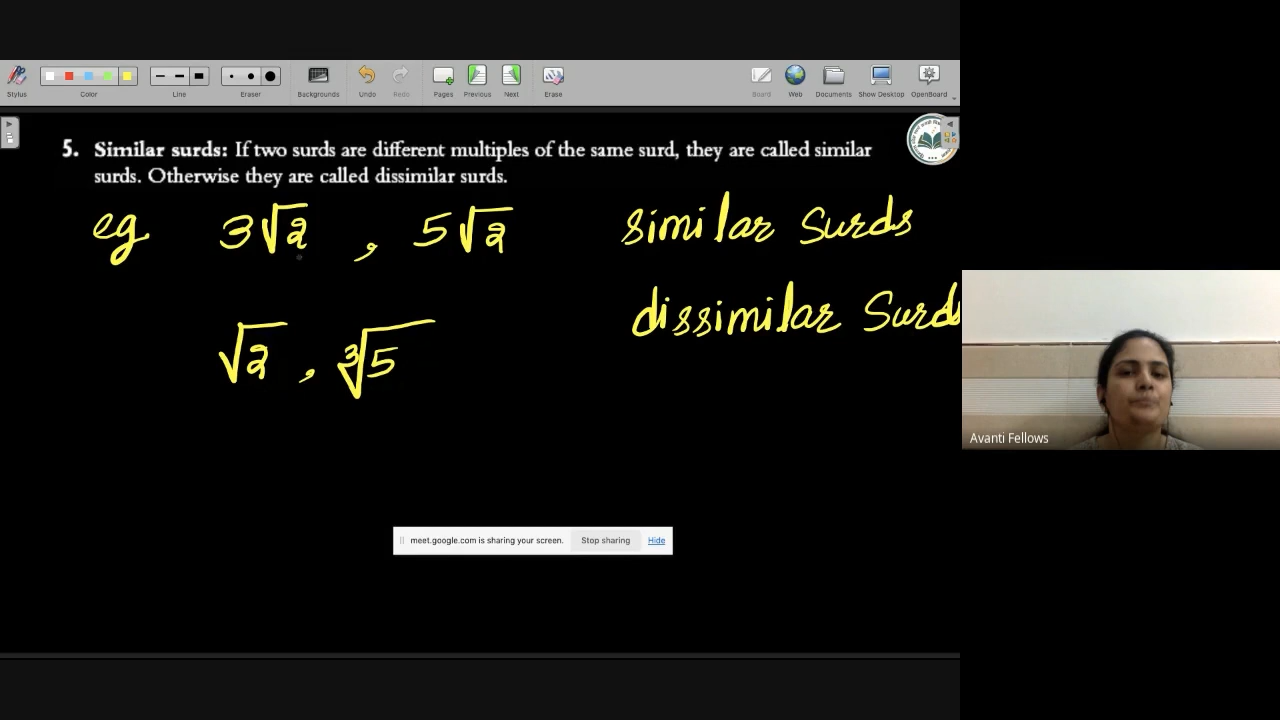 Stylus Color Line Eraser Backgrounds Undo Redo Pages Previous Next Erase Board Web Documents Show Desktop OpenBoard
5. Similar surds: If two surds are different multiples of the same surd, they are called similar
surds. Otherwise they are called dissimilar surds.
eg. 3√2 , 5√2 similar Surds
dissimilar Surds
√2 , ∛5
Avanti Fellows
meet.google.com is sharing your screen. Stop sharing Hide